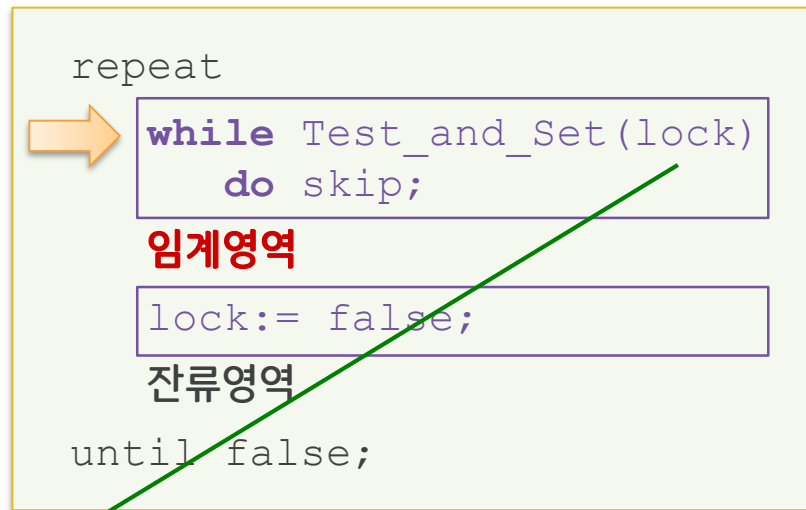 repeat
while Test_and_Set(lock)
do skip;
임계영역
lock:= false;
잔류영역
until false;